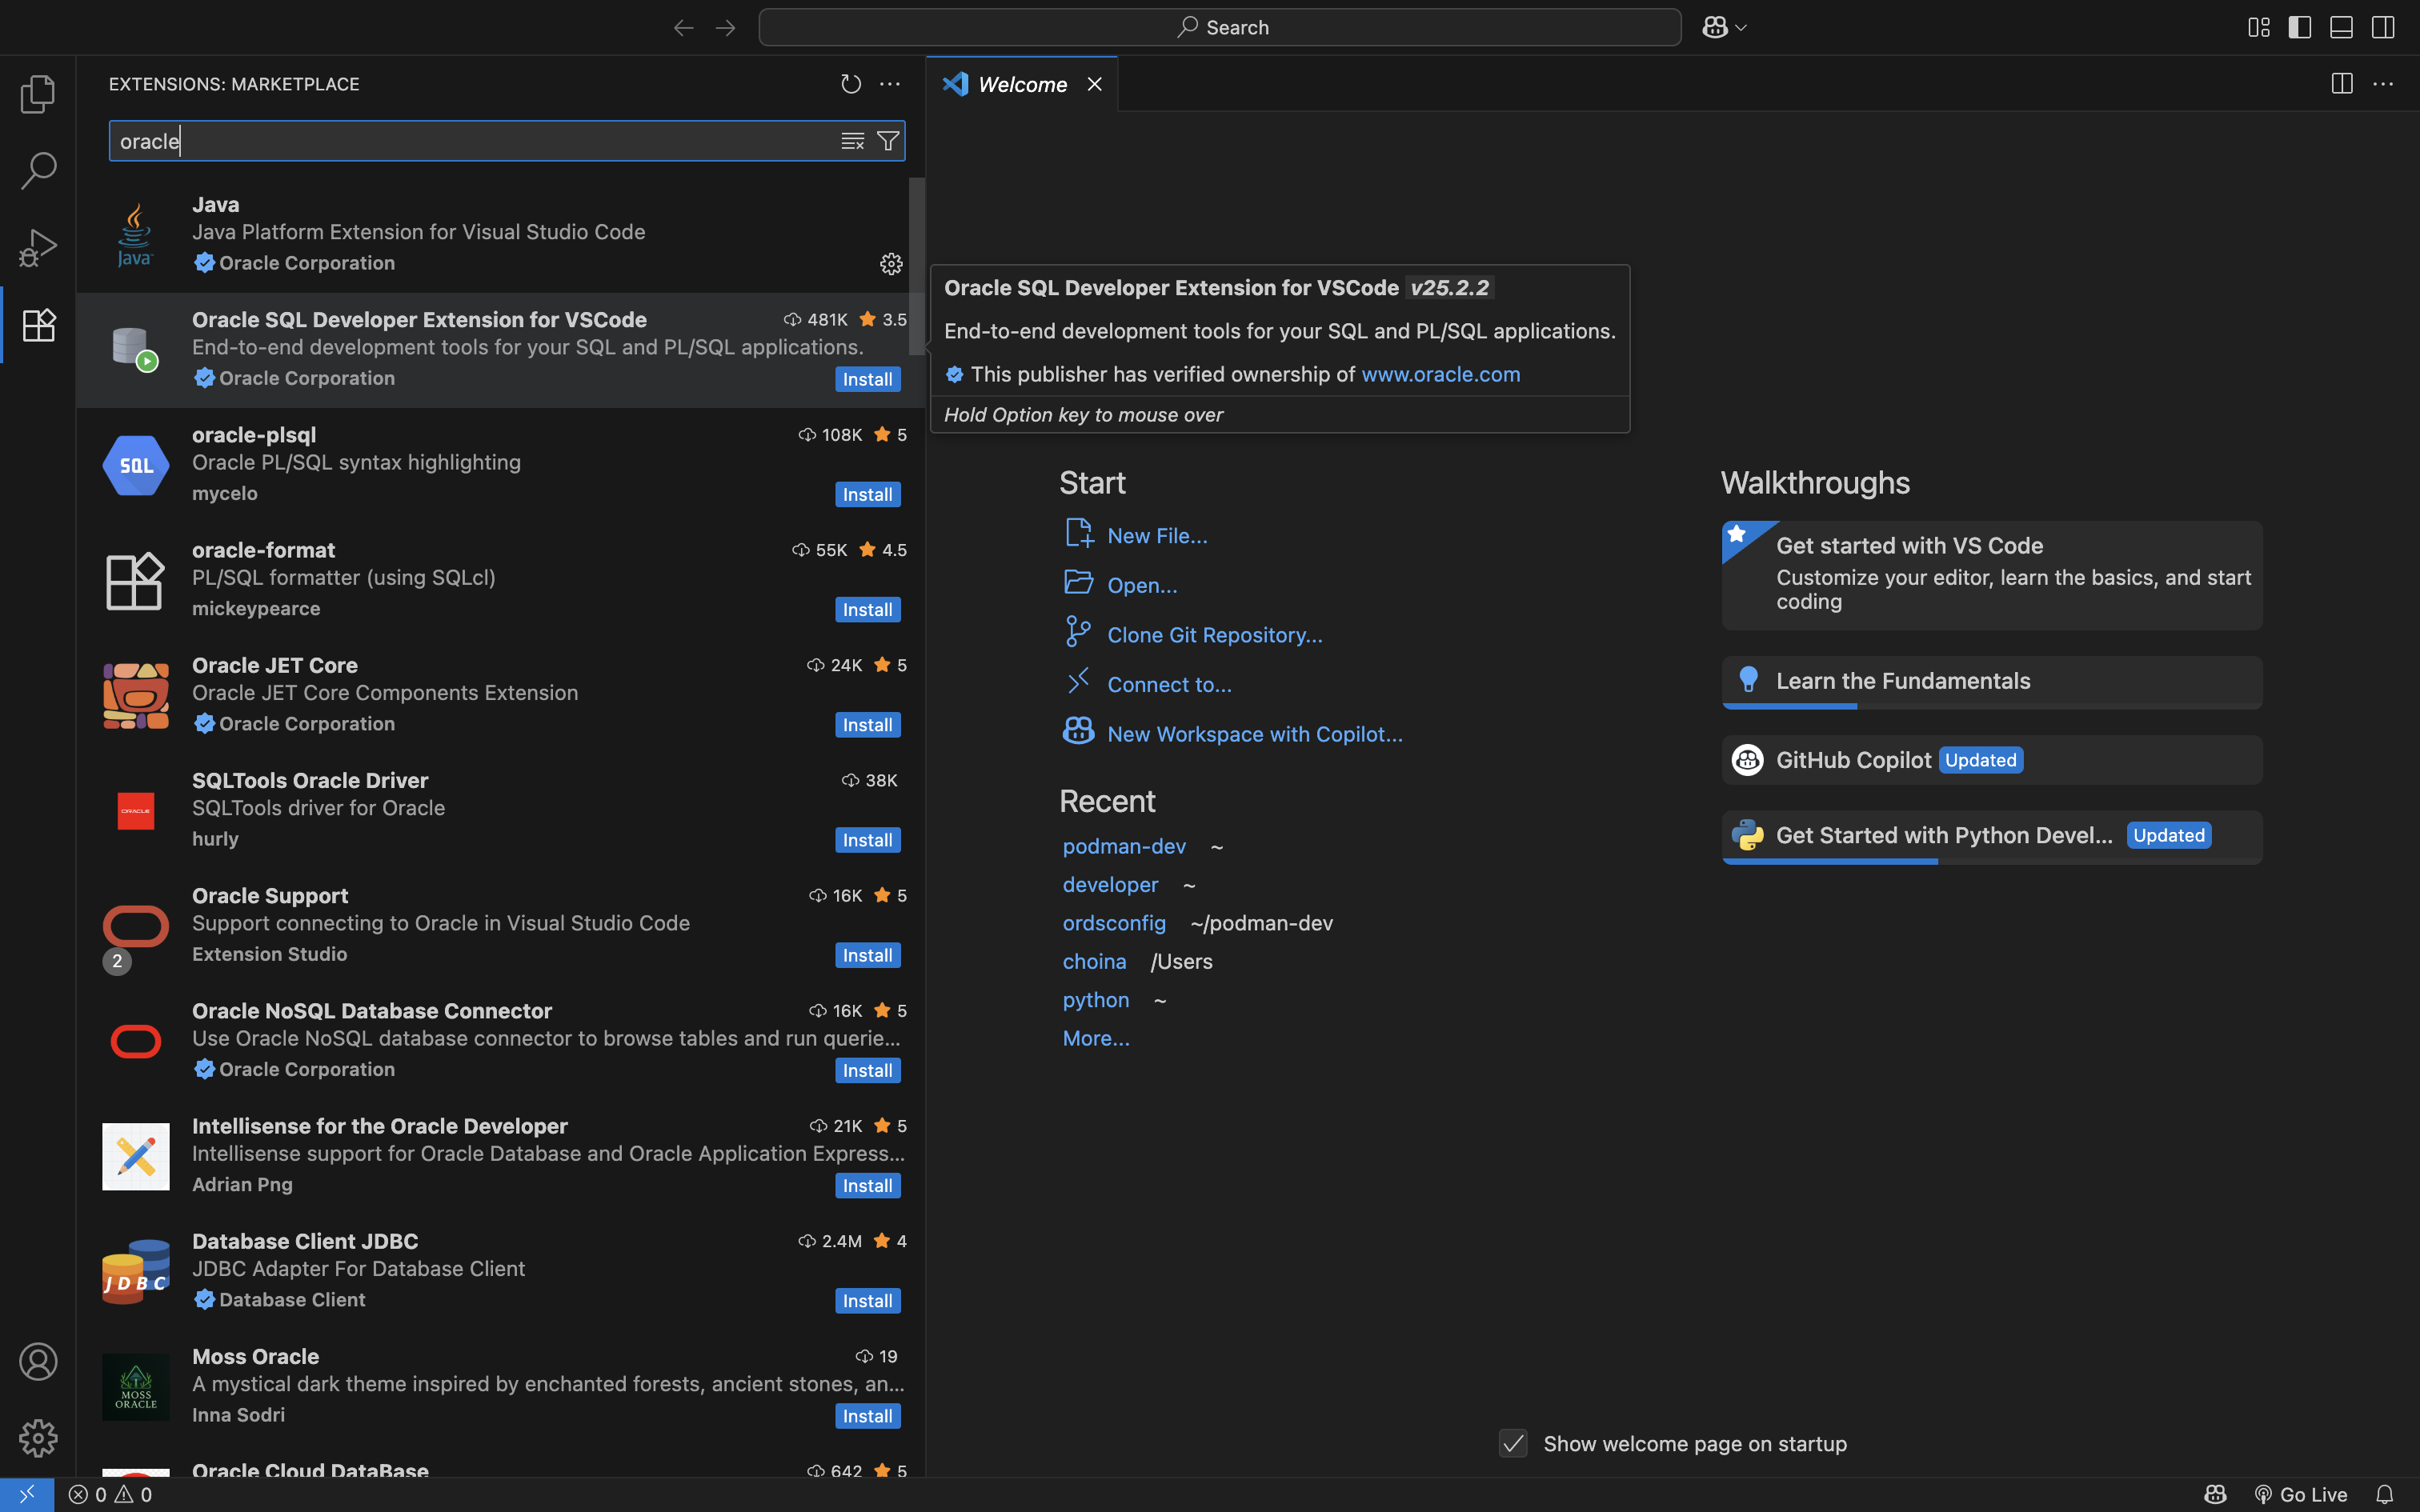 Search
EXTENSIONS: MARKETPLACE
Welcome
oracle
Java
Java Platform Extension for Visual Studio Code
Oracle Corporation
Java
Oracle SQL Developer Extension for VSCode 481K 3.5
End-to-end development tools for your SQL and PL/SQL applications.
Oracle Corporation
Install
Oracle SQL Developer Extension for VSCode v25.2.2
End-to-end development tools for your SQL and PL/SQL applications.
This publisher has verified ownership of www.oracle.com
Hold Option key to mouse over
oracle-plsql 108K 5
Oracle PL/SQL syntax highlighting
mycelo
Install
SQL
oracle-format 55K 4.5
PL/SQL formatter (using SQLcl)
mickeypearce
Install
Oracle JET Core 24K 5
Oracle JET Core Components Extension
Oracle Corporation
Install
SQLTools Oracle Driver 38K
SQLTools driver for Oracle
hurly
Install
ORACLE
Oracle Support 16K 5
Support connecting to Oracle in Visual Studio Code
Extension Studio
Install
2
Oracle NoSQL Database Connector 16K 5
Use Oracle NoSQL database connector to browse tables and run querie...
Oracle Corporation
Install
Intellisense for the Oracle Developer 21K 5
Intellisense support for Oracle Database and Oracle Application Express...
Adrian Png
Install
Database Client JDBC 2.4M 4
JDBC Adapter For Database Client
Database Client
Install
JDBC
Moss Oracle 19
A mystical dark theme inspired by enchanted forests, ancient stones, an...
Inna Sodri
Install
MOSS
ORACLE
Oracle Cloud DataBase 642 5
Start
New File...
Open...
Clone Git Repository...
Connect to...
New Workspace with Copilot...
Recent
podman-dev ~
developer ~
ordsconfig ~/podman-dev
choina /Users
python ~
More...
Walkthroughs
Get started with VS Code
Customize your editor, learn the basics, and start
coding
Learn the Fundamentals
GitHub Copilot Updated
Get Started with Python Devel... Updated
Show welcome page on startup
0 0
Go Live